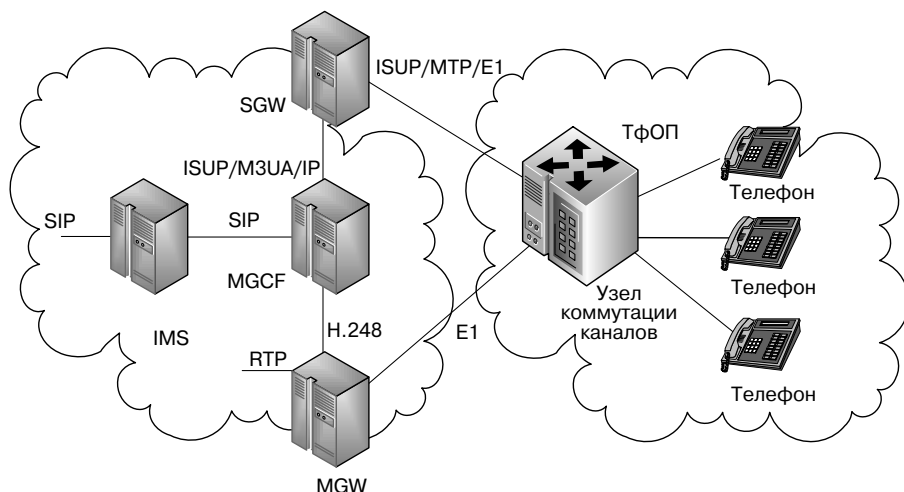 ISUP/MTP/E1
SGW
ТфОП
ISUP/M3UA/IP
Телефон
SIP
SIP
MGCF
Телефон
Узел
коммутации
каналов
IMS
H.248
E1
RTP
Телефон
MGW